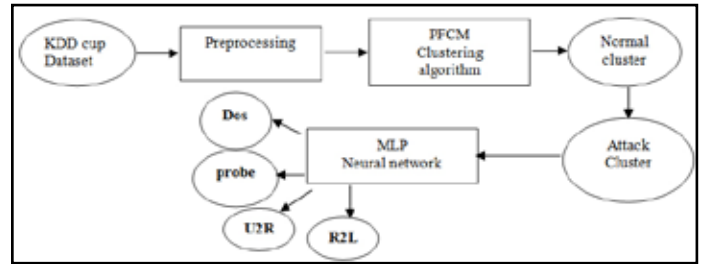 KDD cup
Dataset
Preprocessing
PFCM
Clustering
algorithm
Normal
cluster
Dos
probe
U2R
R2L
MLP
Neural network
Attack
Cluster